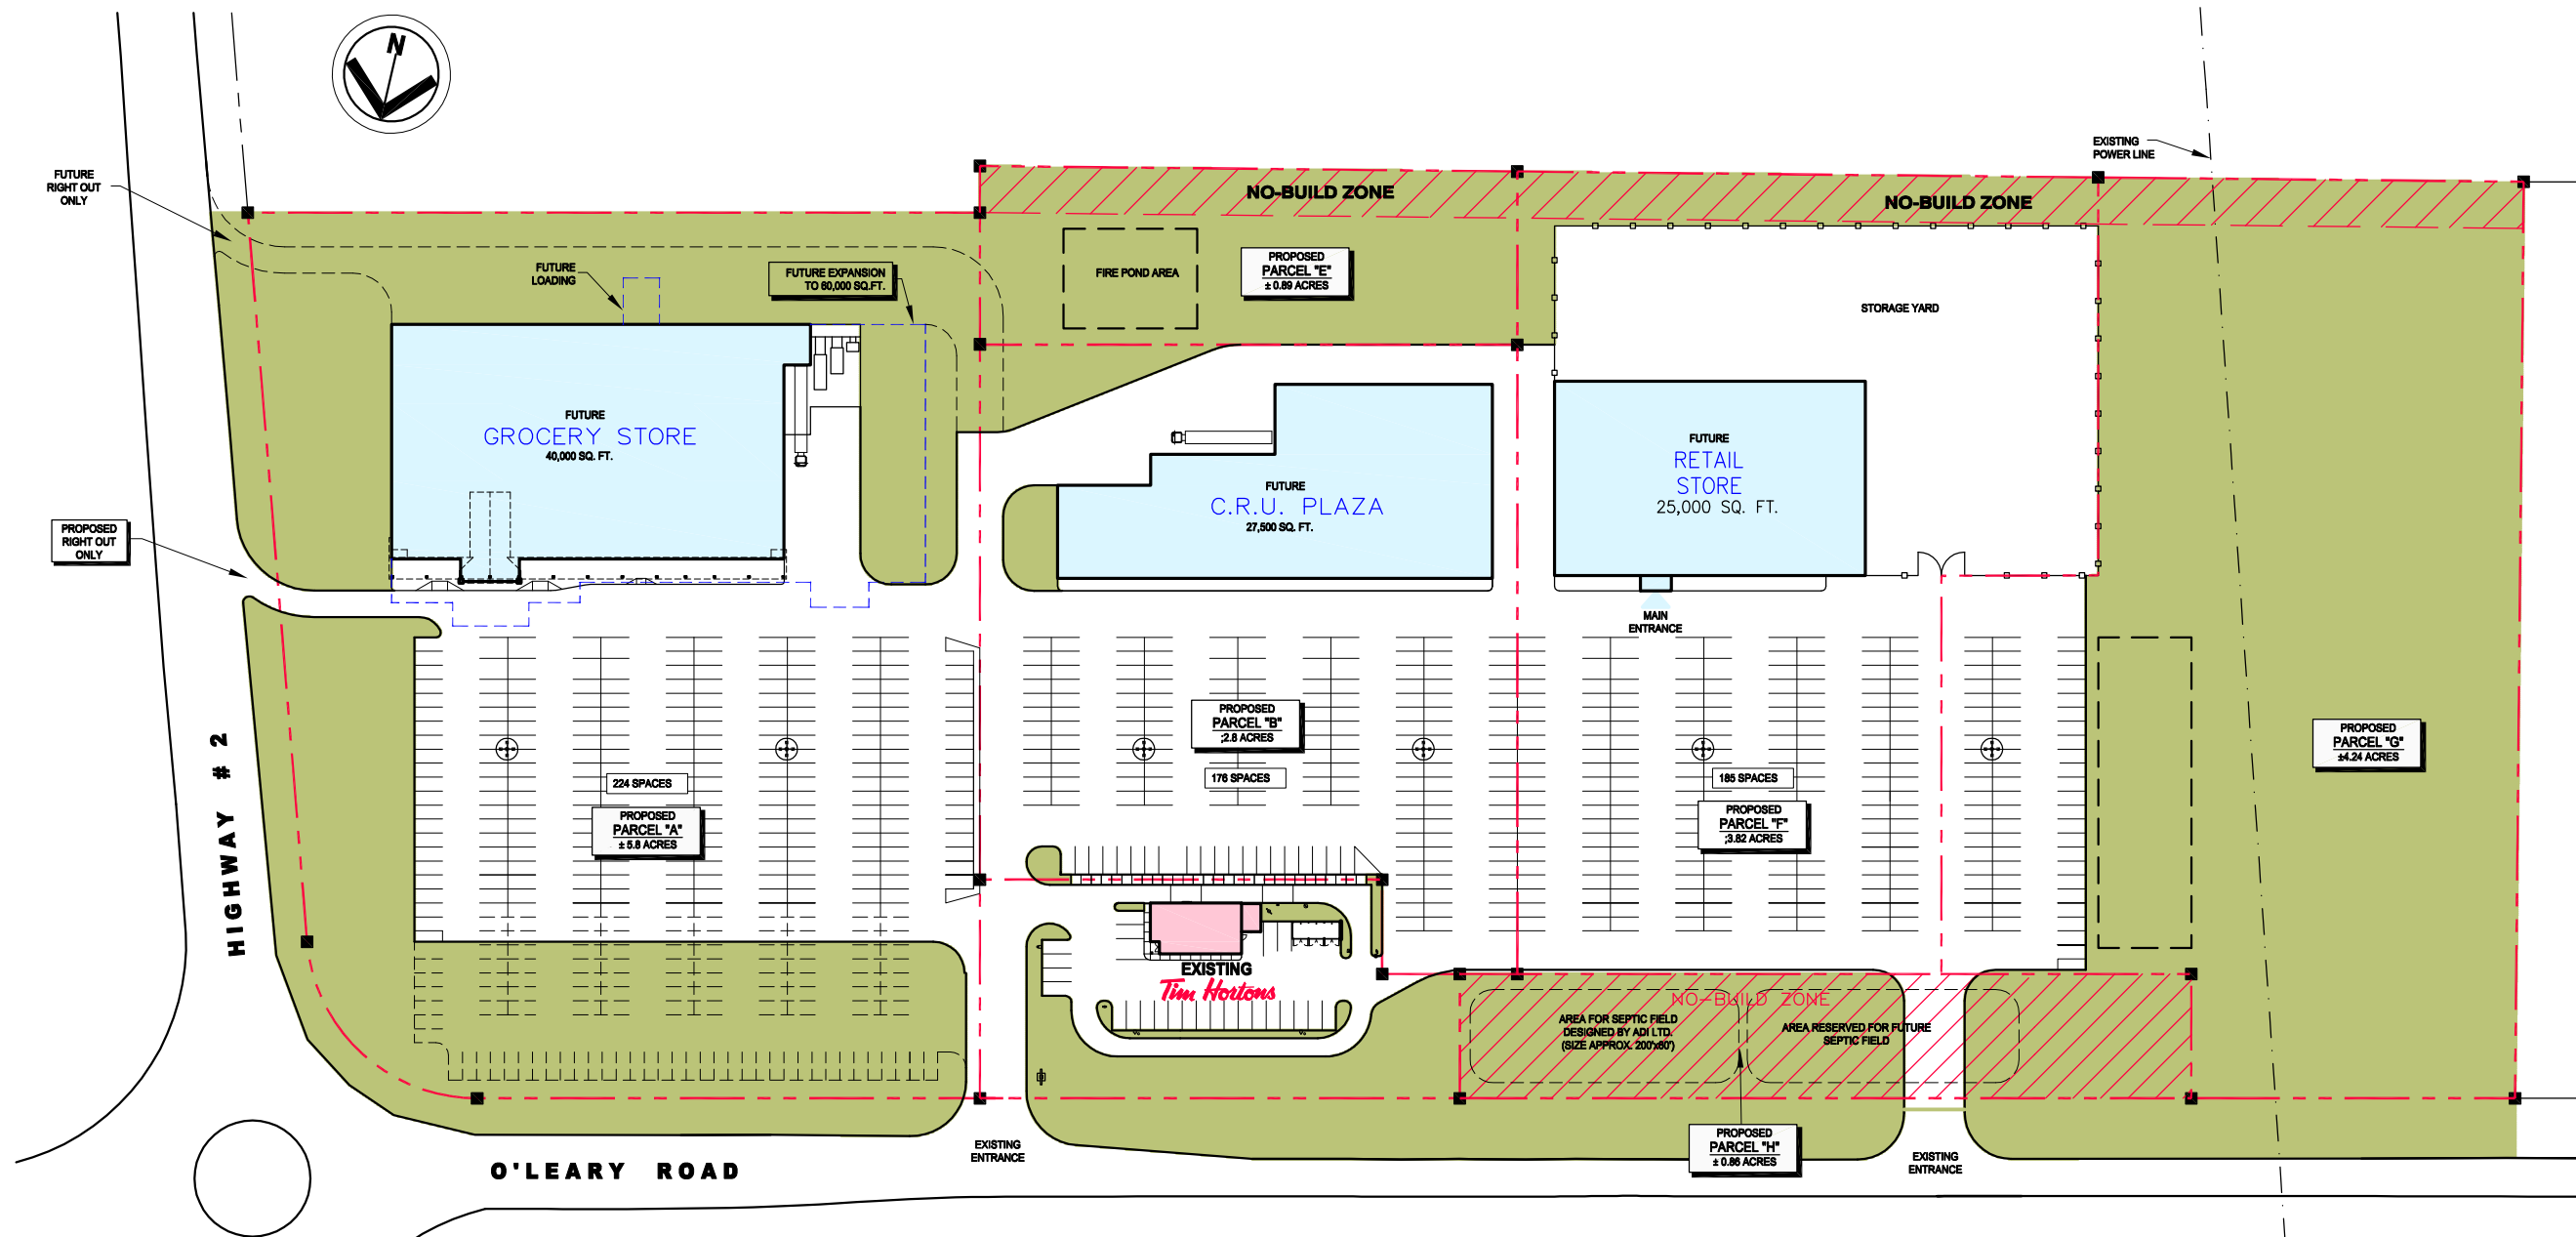 N
EXISTING
POWER LINE
FUTURE
RIGHT OUT
ONLY
NO-BUILD ZONE
NO-BUILD ZONE
FUTURE
LOADING
FUTURE EXPANSION
TO 60,000 SQ.FT.
FIRE POND AREA
PROPOSED
PARCEL "E"
± 0.89 ACRES
STORAGE YARD
FUTURE
GROCERY STORE
40,000 SQ. FT.
FUTURE
C.R.U. PLAZA
27,500 SQ. FT.
FUTURE
RETAIL
STORE
25,000 SQ. FT.
PROPOSED
RIGHT OUT
ONLY
MAIN
ENTRANCE
HIGHWAY # 2
224 SPACES
PROPOSED
PARCEL "A"
± 5.8 ACRES
PROPOSED
PARCEL "B"
;2.8 ACRES
176 SPACES
185 SPACES
PROPOSED
PARCEL "F"
;3.82 ACRES
PROPOSED
PARCEL "G"
±4.24 ACRES
EXISTING
Tim Hortons
NO-BUILD ZONE
AREA FOR SEPTIC FIELD
DESIGNED BY ADI LTD.
(SIZE APPROX. 200'x60')
AREA RESERVED FOR FUTURE
SEPTIC FIELD
PROPOSED
PARCEL "H"
± 0.86 ACRES
EXISTING
ENTRANCE
EXISTING
ENTRANCE
O'LEARY ROAD